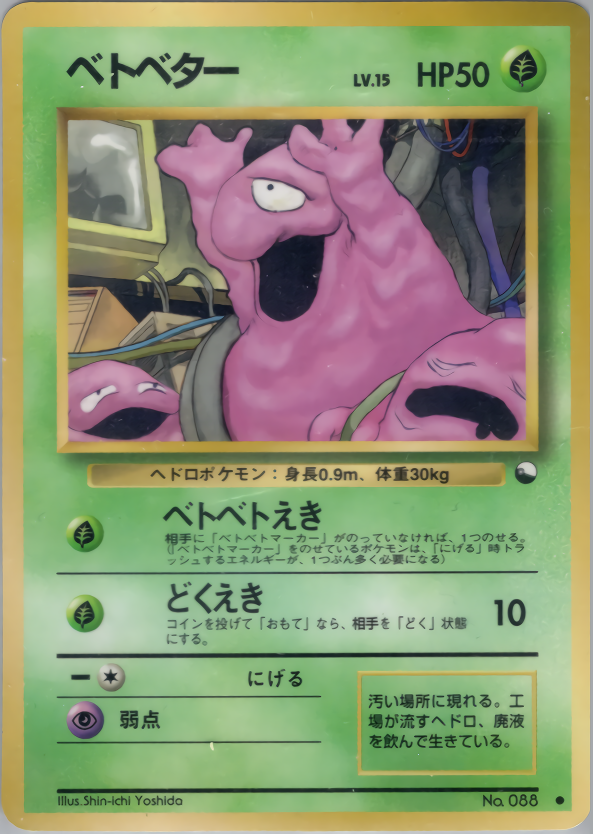 ベトベター LV.15 HP50
ヘドロポケモン：身長0.9m、体重30kg
ベトベトえき
相手に「ベトベトマーカー」がのっていなければ、1つのせる。
(「ベトベトマーカー」をのせているポケモンは、「にげる」時トラ
ッシュするエネルギーが、1つぶん多く必要になる)
どくえき 10
コインを投げて「おもて」なら、相手を「どく」状態
にする。
にげる
弱点
汚い場所に現れる。工
場が流すヘドロ、廃液
を飲んで生きている。
Illus.Shin-ichi Yoshida
No. 088